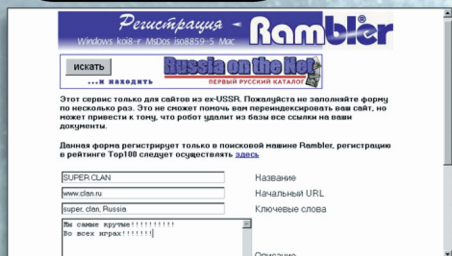 Регистрация - Rambler
Windows koi8-r MsDos iso8859-5 Mac
искать
...и находить
Russia on the Net
ПЕРВЫЙ РУССКИЙ КАТАЛОГ
Этот сервис только для сайтов из ex-USSR. Пожалуйста не заполняйте форму
по несколько раз. Это не сможет помочь вам переиндексировать ваш сайт, но
может привести к тому, что робот удалит из базы все ссылки на ваши
документы.
Данная форма регистрирует только в поисковой машине Rambler, регистрацию
в рейтинге Top100 следует осуществлять здесь
SUPER CLAN Название
www.clan.ru Начальный URL
super, clan, Russia Ключевые слова
Мы самые крутые!!!!!!!!!!
Во всех играх!!!!!!!
Описание